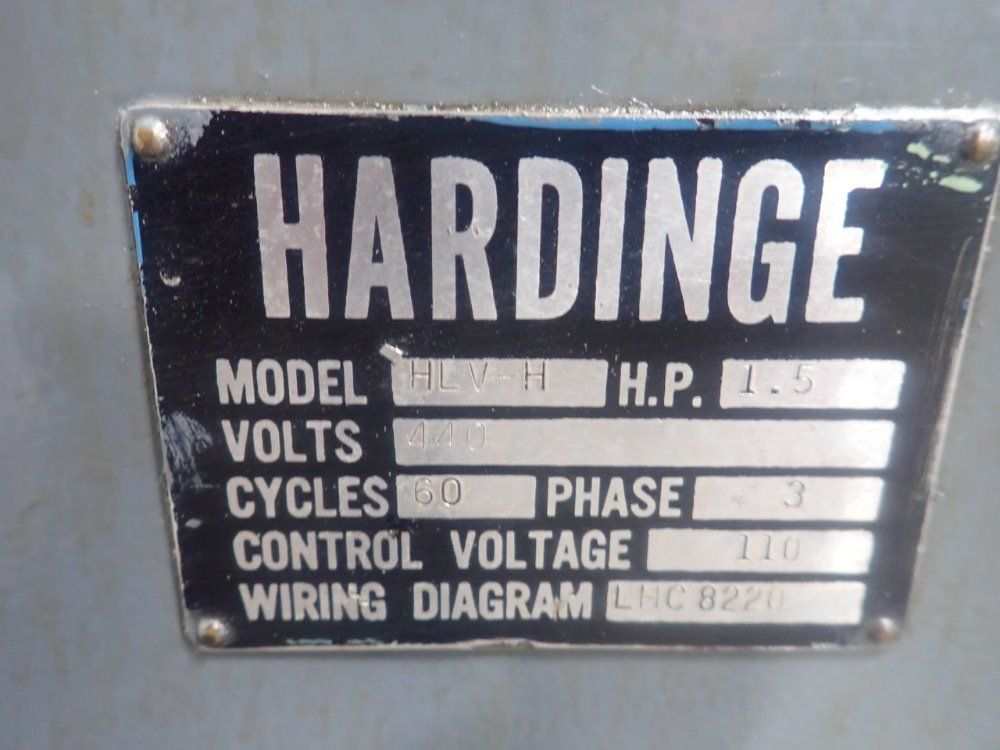 HARDINGE
MODEL HLV-H H.P. 1.5
VOLTS 440
CYCLES 60 PHASE 3
CONTROL VOLTAGE 110
WIRING DIAGRAM LHC 8220